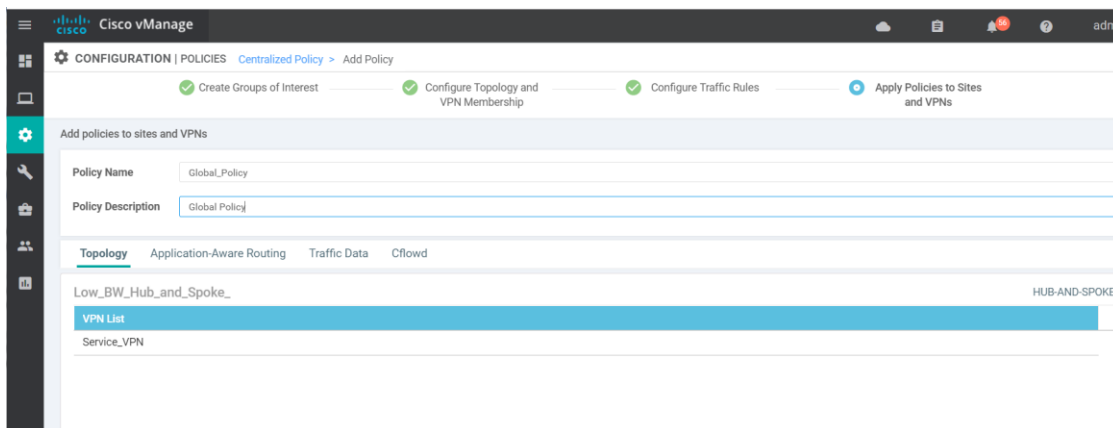 CISCO Cisco vManage 56 adn
CONFIGURATION | POLICIES Centralized Policy > Add Policy
Create Groups of Interest Configure Topology and VPN Membership Configure Traffic Rules Apply Policies to Sites and VPNs
Add policies to sites and VPNs
Policy Name Global_Policy
Policy Description Global Policy
Topology Application-Aware Routing Traffic Data Cflowd
Low_BW_Hub_and_Spoke_ HUB-AND-SPOKE
VPN List
Service_VPN